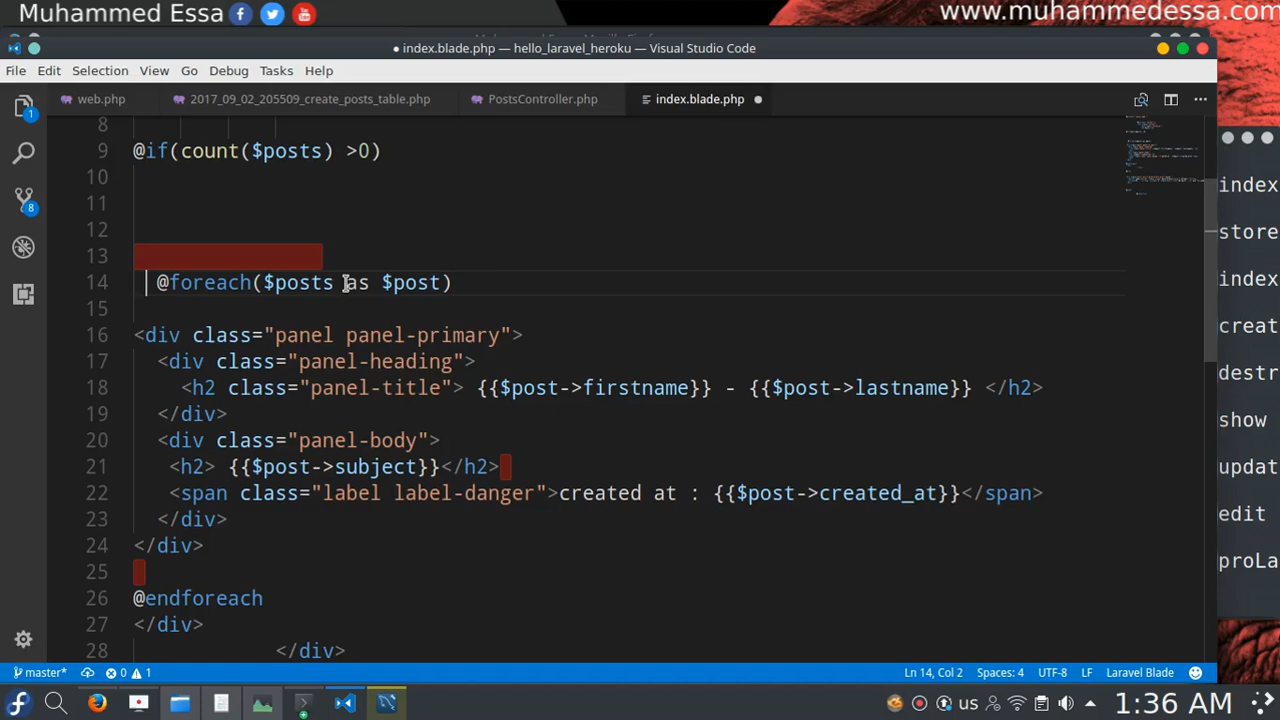 Muhammed Essa
www.muhammedessa.com
● index.blade.php — hello_laravel_heroku — Visual Studio Code
File Edit Selection View Go Debug Tasks Help
web.php 2017_09_02_205509_create_posts_table.php PostsController.php index.blade.php
8
9 @if(count($posts) >0)
10
11
12
13
14 @foreach($posts as $post)
15
16 <div class="panel panel-primary">
17 <div class="panel-heading">
18 <h2 class="panel-title"> {{$post->firstname}} - {{$post->lastname}} </h2>
19 </div>
20 <div class="panel-body">
21 <h2> {{$post->subject}}</h2>
22 <span class="label label-danger">created at : {{$post->created_at}}</span>
23 </div>
24 </div>
25
26 @endforeach
27 </div>
28 </div>
1
8
index
store
index
creat
destr
show
updat
edit
proLa
master* 0 1 Ln 14, Col 2 Spaces: 4 UTF-8 LF Laravel Blade
us 1:36 AM